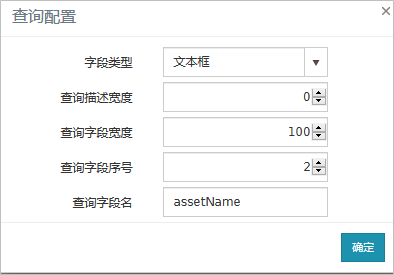 查询配置 ×
字段类型 文本框
查询描述宽度 0
查询字段宽度 100
查询字段序号 2
查询字段名 assetName
确定